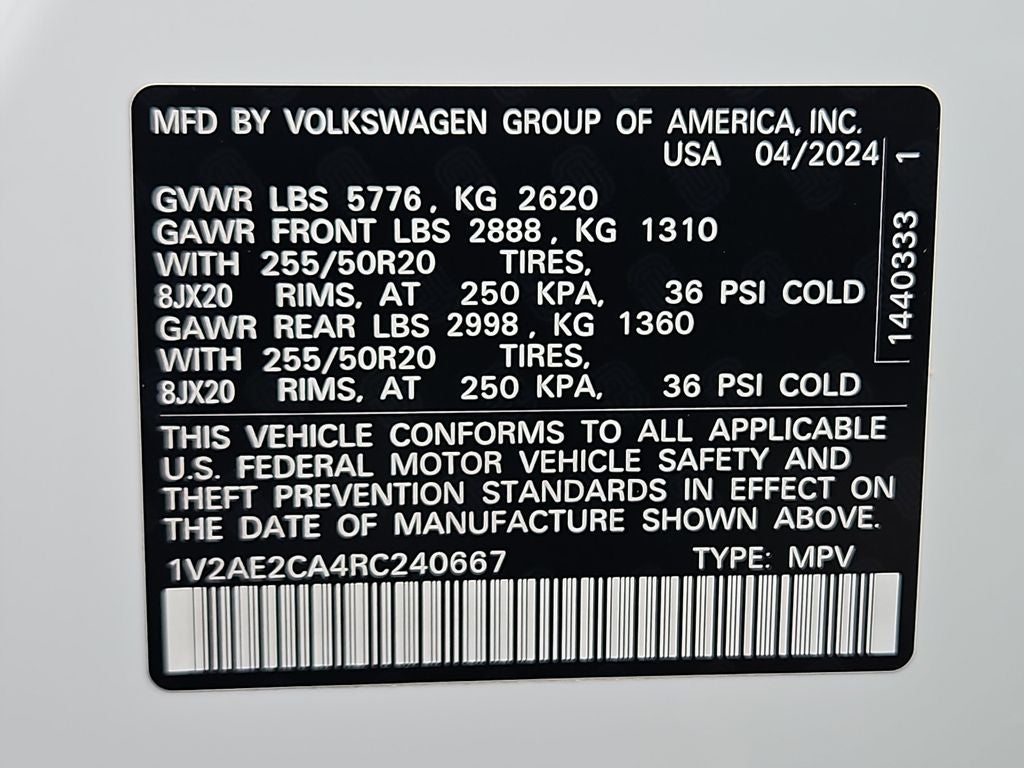 MFD BY VOLKSWAGEN GROUP OF AMERICA, INC.
USA 04/2024
GVWR LBS 5776, KG 2620
GAWR FRONT LBS 2888, KG 1310
WITH 255/50R20 TIRES,
8JX20 RIMS, AT 250 KPA, 36 PSI COLD
GAWR REAR LBS 2998, KG 1360
WITH 255/50R20 TIRES,
8JX20 RIMS, AT 250 KPA, 36 PSI COLD
1440333 1
THIS VEHICLE CONFORMS TO ALL APPLICABLE
U.S. FEDERAL MOTOR VEHICLE SAFETY AND
THEFT PREVENTION STANDARDS IN EFFECT ON
THE DATE OF MANUFACTURE SHOWN ABOVE.
1V2AE2CA4RC240667 TYPE: MPV